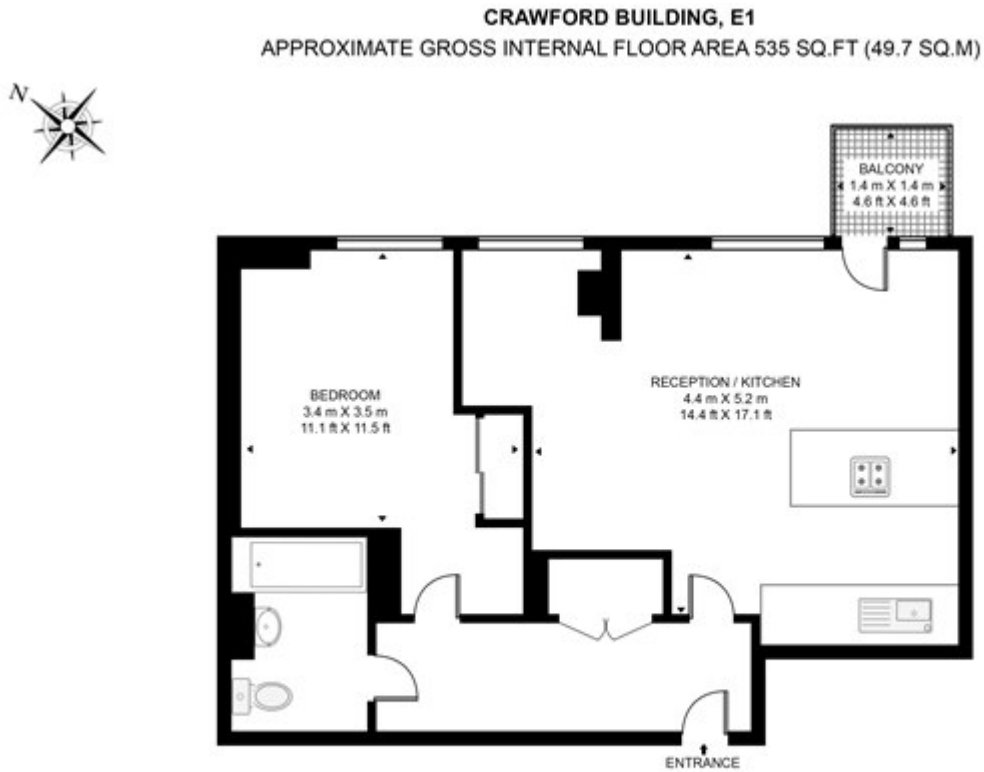 CRAWFORD BUILDING, E1
APPROXIMATE GROSS INTERNAL FLOOR AREA 535 SQ.FT (49.7 SQ.M)
N
BALCONY
1.4 m X 1.4 m
4.6 ft X 4.6 ft
RECEPTION / KITCHEN
4.4 m X 5.2 m
14.4 ft X 17.1 ft
BEDROOM
3.4 m X 3.5 m
11.1 ft X 11.5 ft
ENTRANCE